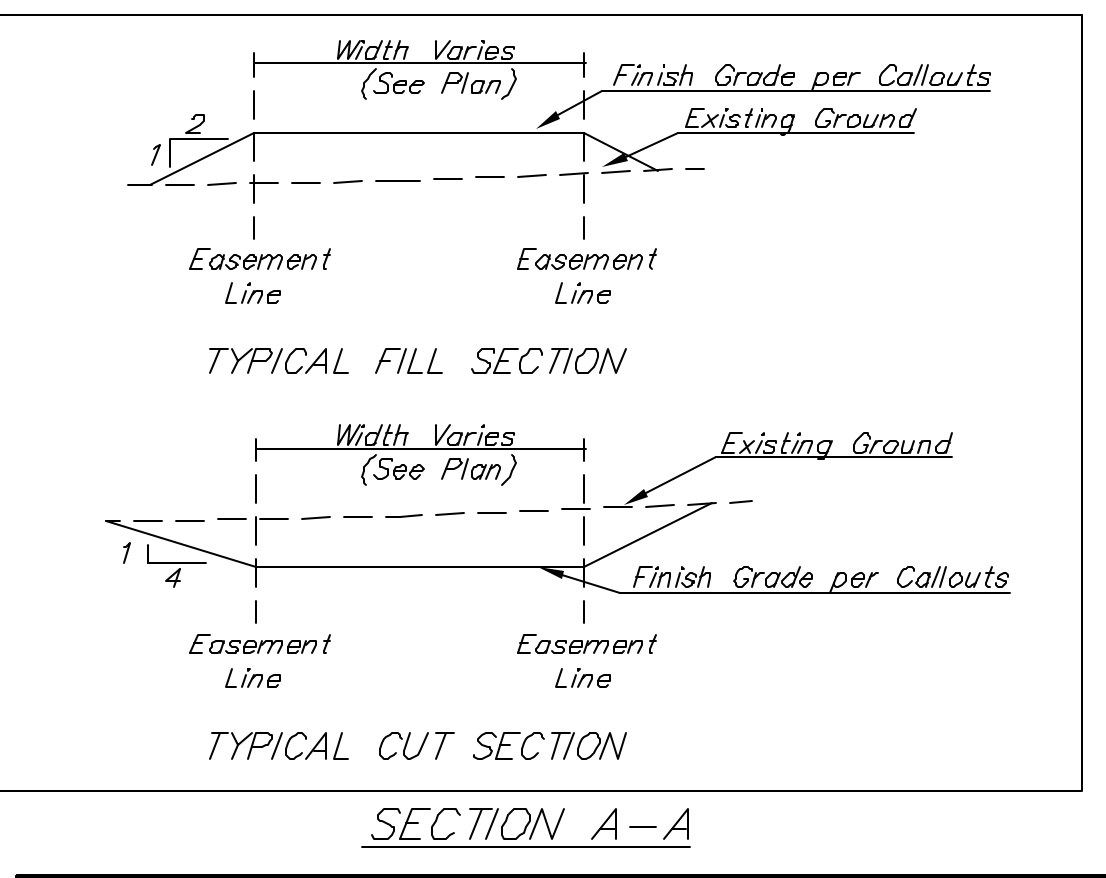 Width Varies
(See Plan)
Finish Grade per Callouts
Existing Ground
2
1
Easement
Line
Easement
Line
TYPICAL FILL SECTION
Width Varies
(See Plan)
Existing Ground
1
4
Finish Grade per Callouts
Easement
Line
Easement
Line
TYPICAL CUT SECTION
SECTION A-A